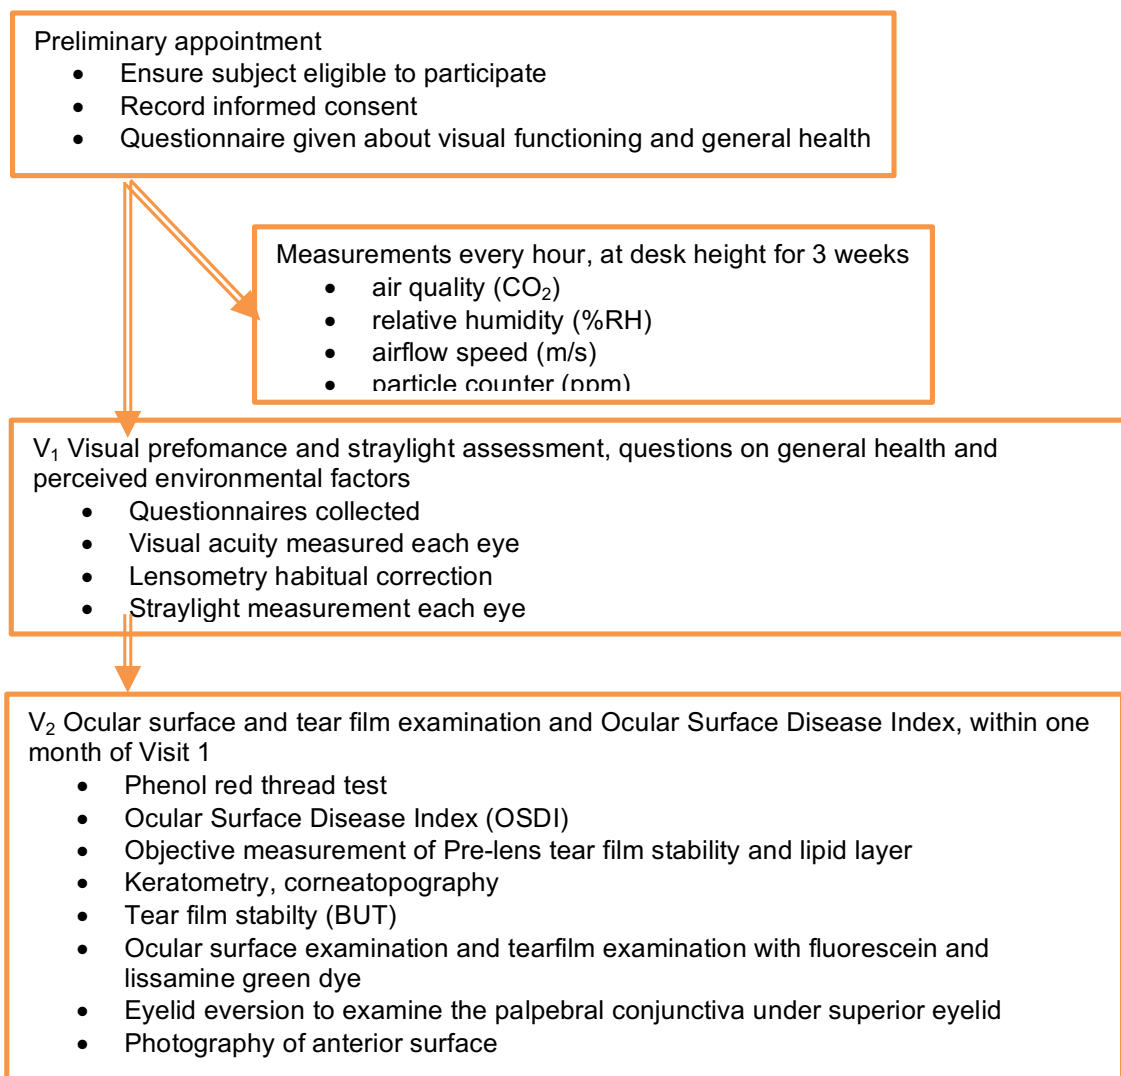 Preliminary appointment
• Ensure subject eligible to participate
• Record informed consent
• Questionnaire given about visual functioning and general health
Measurements every hour, at desk height for 3 weeks
• air quality (CO₂)
• relative humidity (%RH)
• airflow speed (m/s)
• particle counter (ppm)
V₁ Visual prefomance and straylight assessment, questions on general health and
perceived environmental factors
• Questionnaires collected
• Visual acuity measured each eye
• Lensometry habitual correction
• Straylight measurement each eye
V₂ Ocular surface and tear film examination and Ocular Surface Disease Index, within one
month of Visit 1
• Phenol red thread test
• Ocular Surface Disease Index (OSDI)
• Objective measurement of Pre-lens tear film stability and lipid layer
• Keratometry, corneatopography
• Tear film stabilty (BUT)
• Ocular surface examination and tearfilm examination with fluorescein and
lissamine green dye
• Eyelid eversion to examine the palpebral conjunctiva under superior eyelid
• Photography of anterior surface